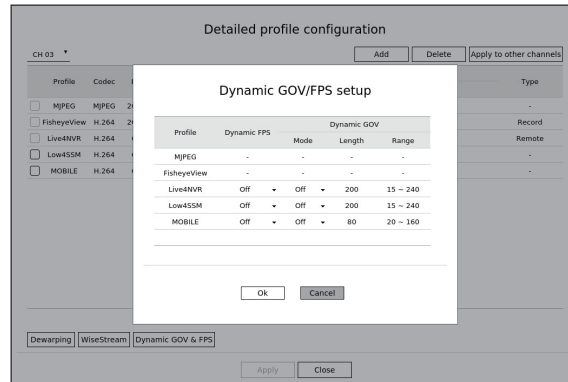 Detailed profile configuration
CH 03
Add Delete Apply to other channels
Profile Codec Type
MJPEG MJPEG -
FisheyeView H.264 Record
Live4NVR H.264 Remote
Low4SSM H.264 -
MOBILE H.264 -
Dynamic GOV/FPS setup
Profile Dynamic FPS Dynamic GOV
Mode Length Range
MJPEG - - - -
FisheyeView - - - -
Live4NVR Off Off 200 15 ~ 240
Low4SSM Off Off 200 15 ~ 240
MOBILE Off Off 80 20 ~ 160
Ok Cancel
Dewarping WiseStream Dynamic GOV & FPS
Apply Close